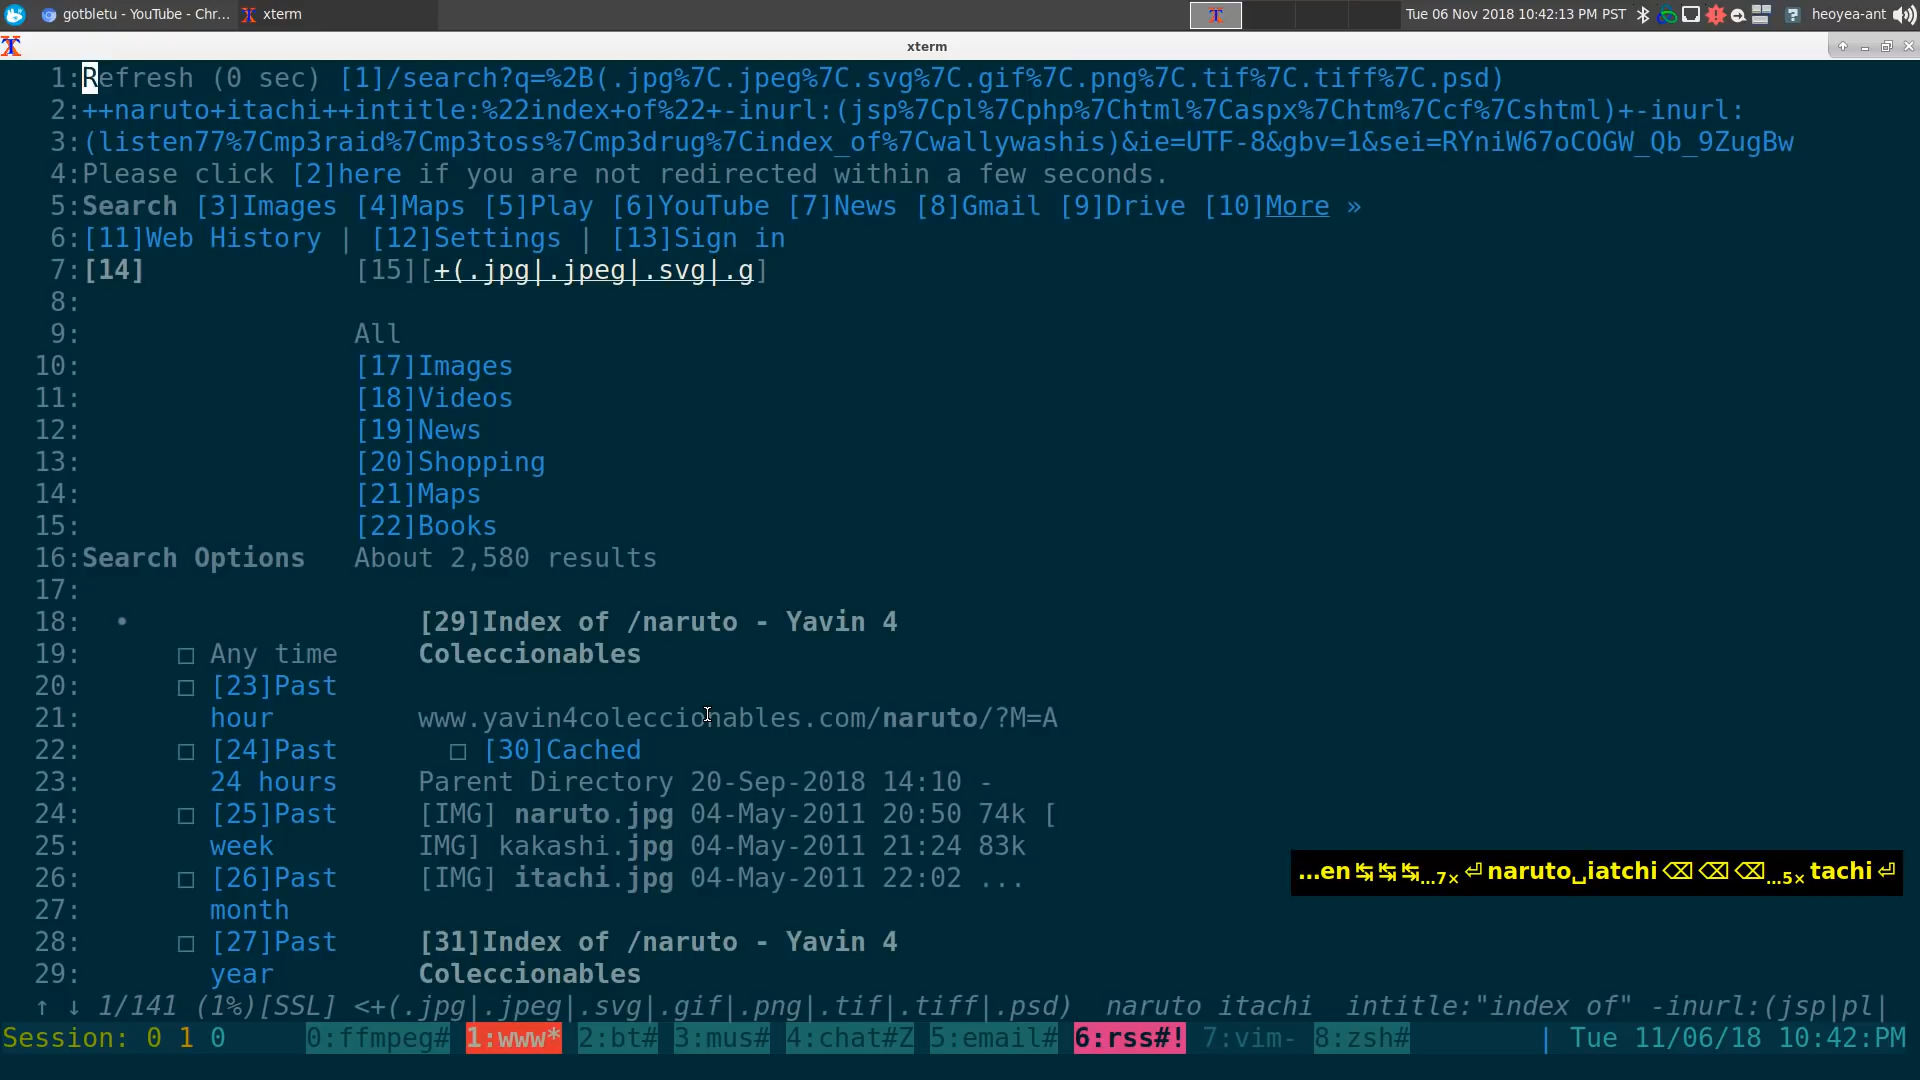 gotbletu - YouTube - Chr... xterm Tue 06 Nov 2018 10:42:13 PM PST heoyea-ant
xterm
1:Refresh (0 sec) [1]/search?q=%2B(.jpg%7C.jpeg%7C.svg%7C.gif%7C.png%7C.tif%7C.tiff%7C.psd)
2:++naruto+itachi++intitle:%22index+of%22+-inurl:(jsp%7Cpl%7Cphp%7Chtml%7Caspx%7Chtm%7Ccf%7Cshtml)+-inurl:
3:(listen77%7Cmp3raid%7Cmp3toss%7Cmp3drug%7Cindex_of%7Cwallywashis)&ie=UTF-8&gbv=1&sei=RYniW67oCOGW_Qb_9ZugBw
4:Please click [2]here if you are not redirected within a few seconds.
5:Search [3]Images [4]Maps [5]Play [6]YouTube [7]News [8]Gmail [9]Drive [10]More »
6:[11]Web History | [12]Settings | [13]Sign in
7:[14] [15][+(.jpg|.jpeg|.svg|.g]
8:
9: All
10: [17]Images
11: [18]Videos
12: [19]News
13: [20]Shopping
14: [21]Maps
15: [22]Books
16:Search Options About 2,580 results
17:
18: • [29]Index of /naruto - Yavin 4
19: □ Any time Coleccionables
20: □ [23]Past
21: hour www.yavin4coleccionables.com/naruto/?M=A
22: □ [24]Past □ [30]Cached
23: 24 hours Parent Directory 20-Sep-2018 14:10 -
24: □ [25]Past [IMG] naruto.jpg 04-May-2011 20:50 74k [
25: week IMG] kakashi.jpg 04-May-2011 21:24 83k
26: □ [26]Past [IMG] itachi.jpg 04-May-2011 22:02 ...
27: month
28: □ [27]Past [31]Index of /naruto - Yavin 4
29: year Coleccionables
...en↹↹↹...7×⏎naruto␣iatchi⌫⌫⌫...5×tachi⏎
↑ ↓ 1/141 (1%)[SSL] <+(.jpg|.jpeg|.svg|.gif|.png|.tif|.tiff|.psd) naruto itachi intitle:"index of" -inurl:(jsp|pl|
Session: 0 1 0 0:ffmpeg# 1:www* 2:bt# 3:mus# 4:chat#Z 5:email# 6:rss#! 7:vim- 8:zsh# | Tue 11/06/18 10:42:PM